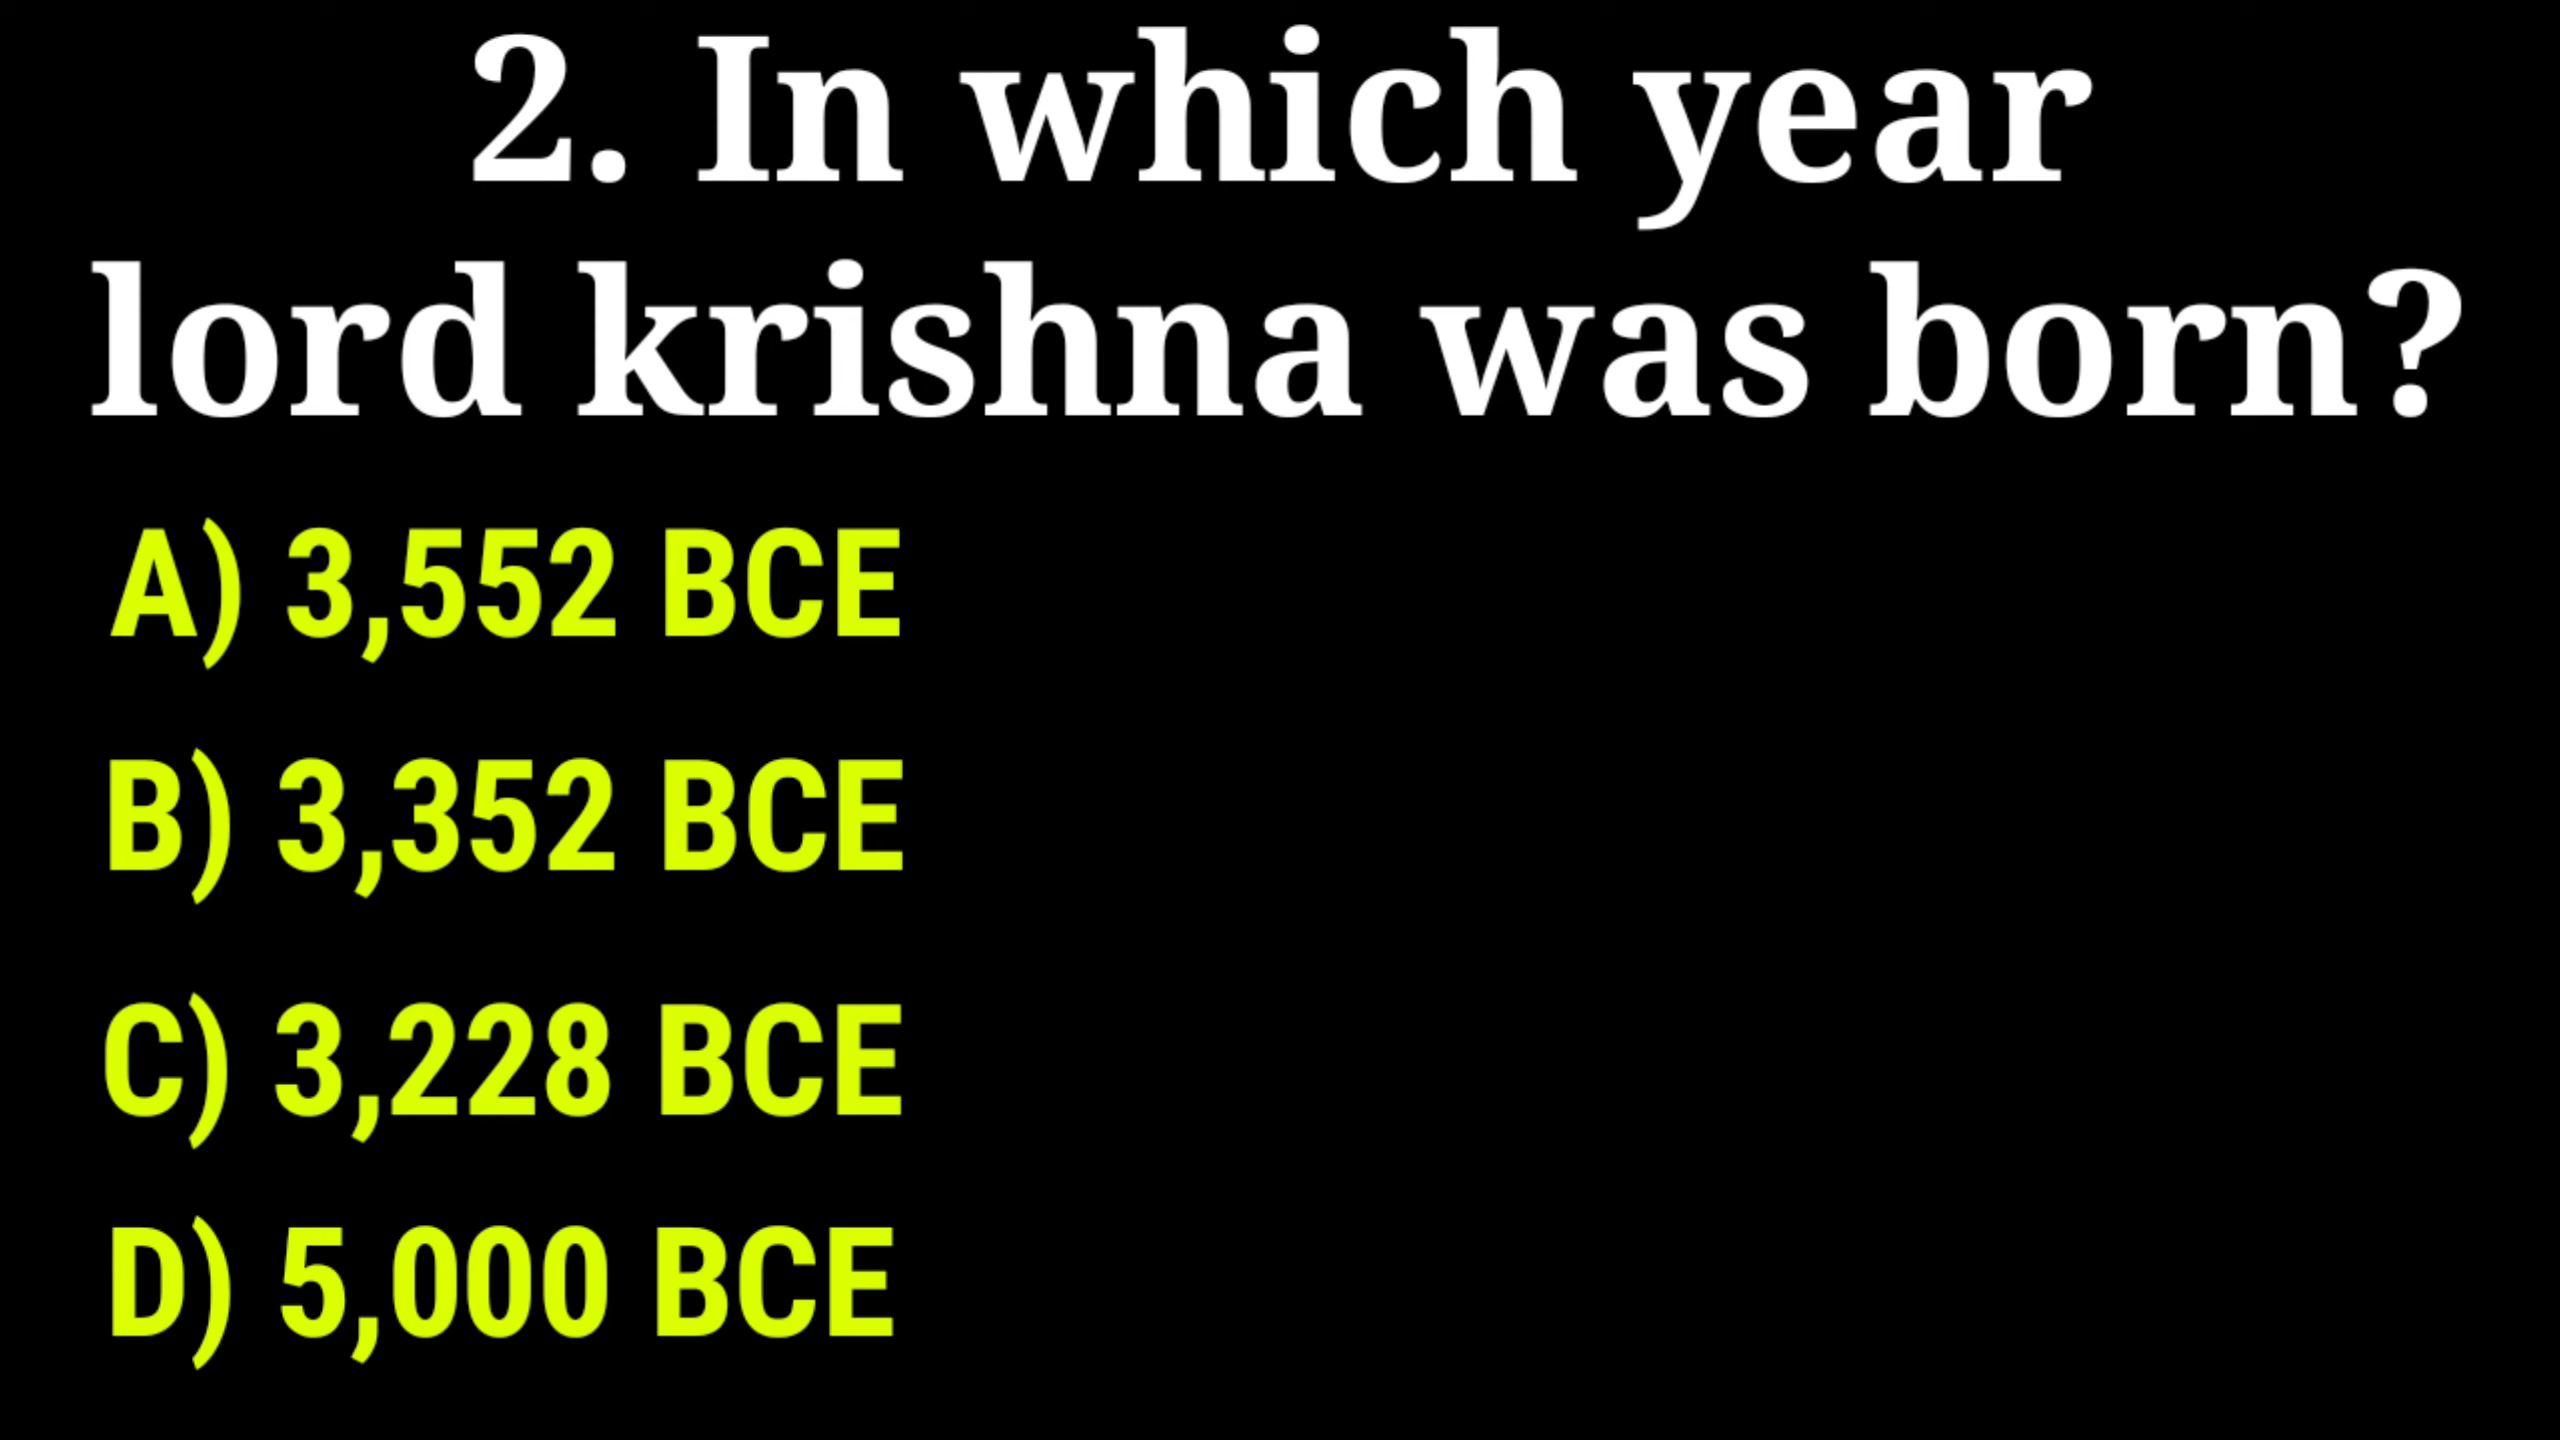 2. In which year
lord krishna was born?
A) 3,552 BCE
B) 3,352 BCE
C) 3,228 BCE
D) 5,000 BCE